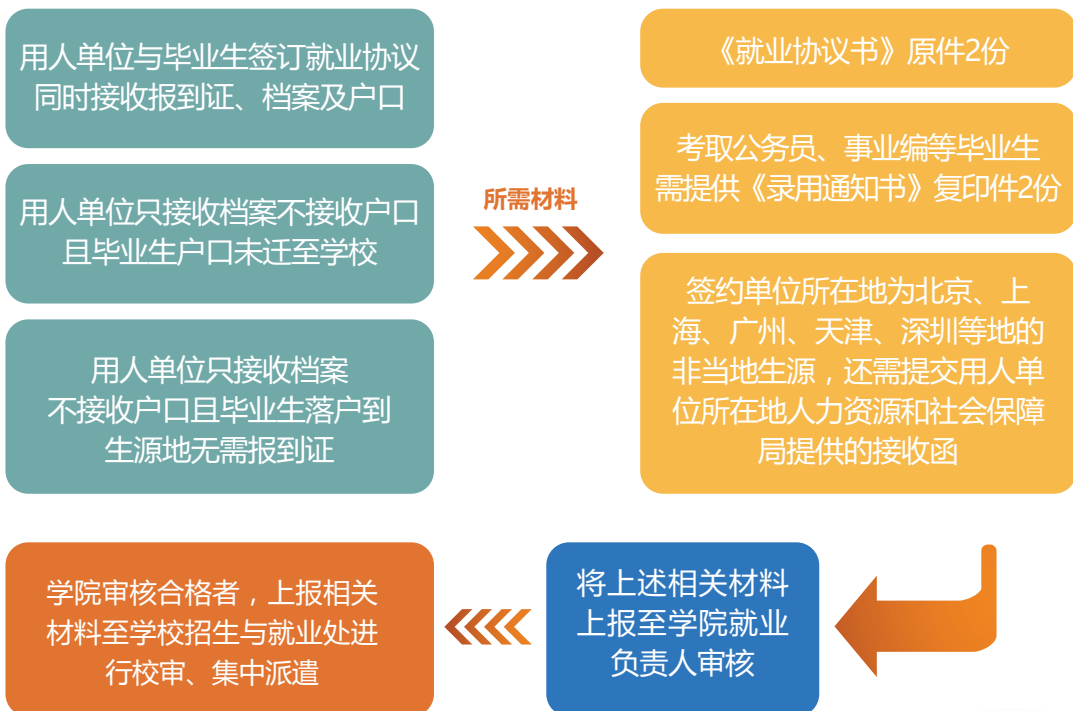 用人单位与毕业生签订就业协议
同时接收报到证、档案及户口
用人单位只接收档案不接收户口
且毕业生户口未迁至学校
用人单位只接收档案
不接收户口且毕业生落户到
生源地无需报到证
所需材料
《就业协议书》原件2份
考取公务员、事业编等毕业生
需提供《录用通知书》复印件2份
签约单位所在地为北京、上
海、广州、天津、深圳等地的
非当地生源，还需提交用人单
位所在地人力资源和社会保障
局提供的接收函
将上述相关材料
上报至学院就业
负责人审核
学院审核合格者，上报相关
材料至学校招生与就业处进
行校审、集中派遣